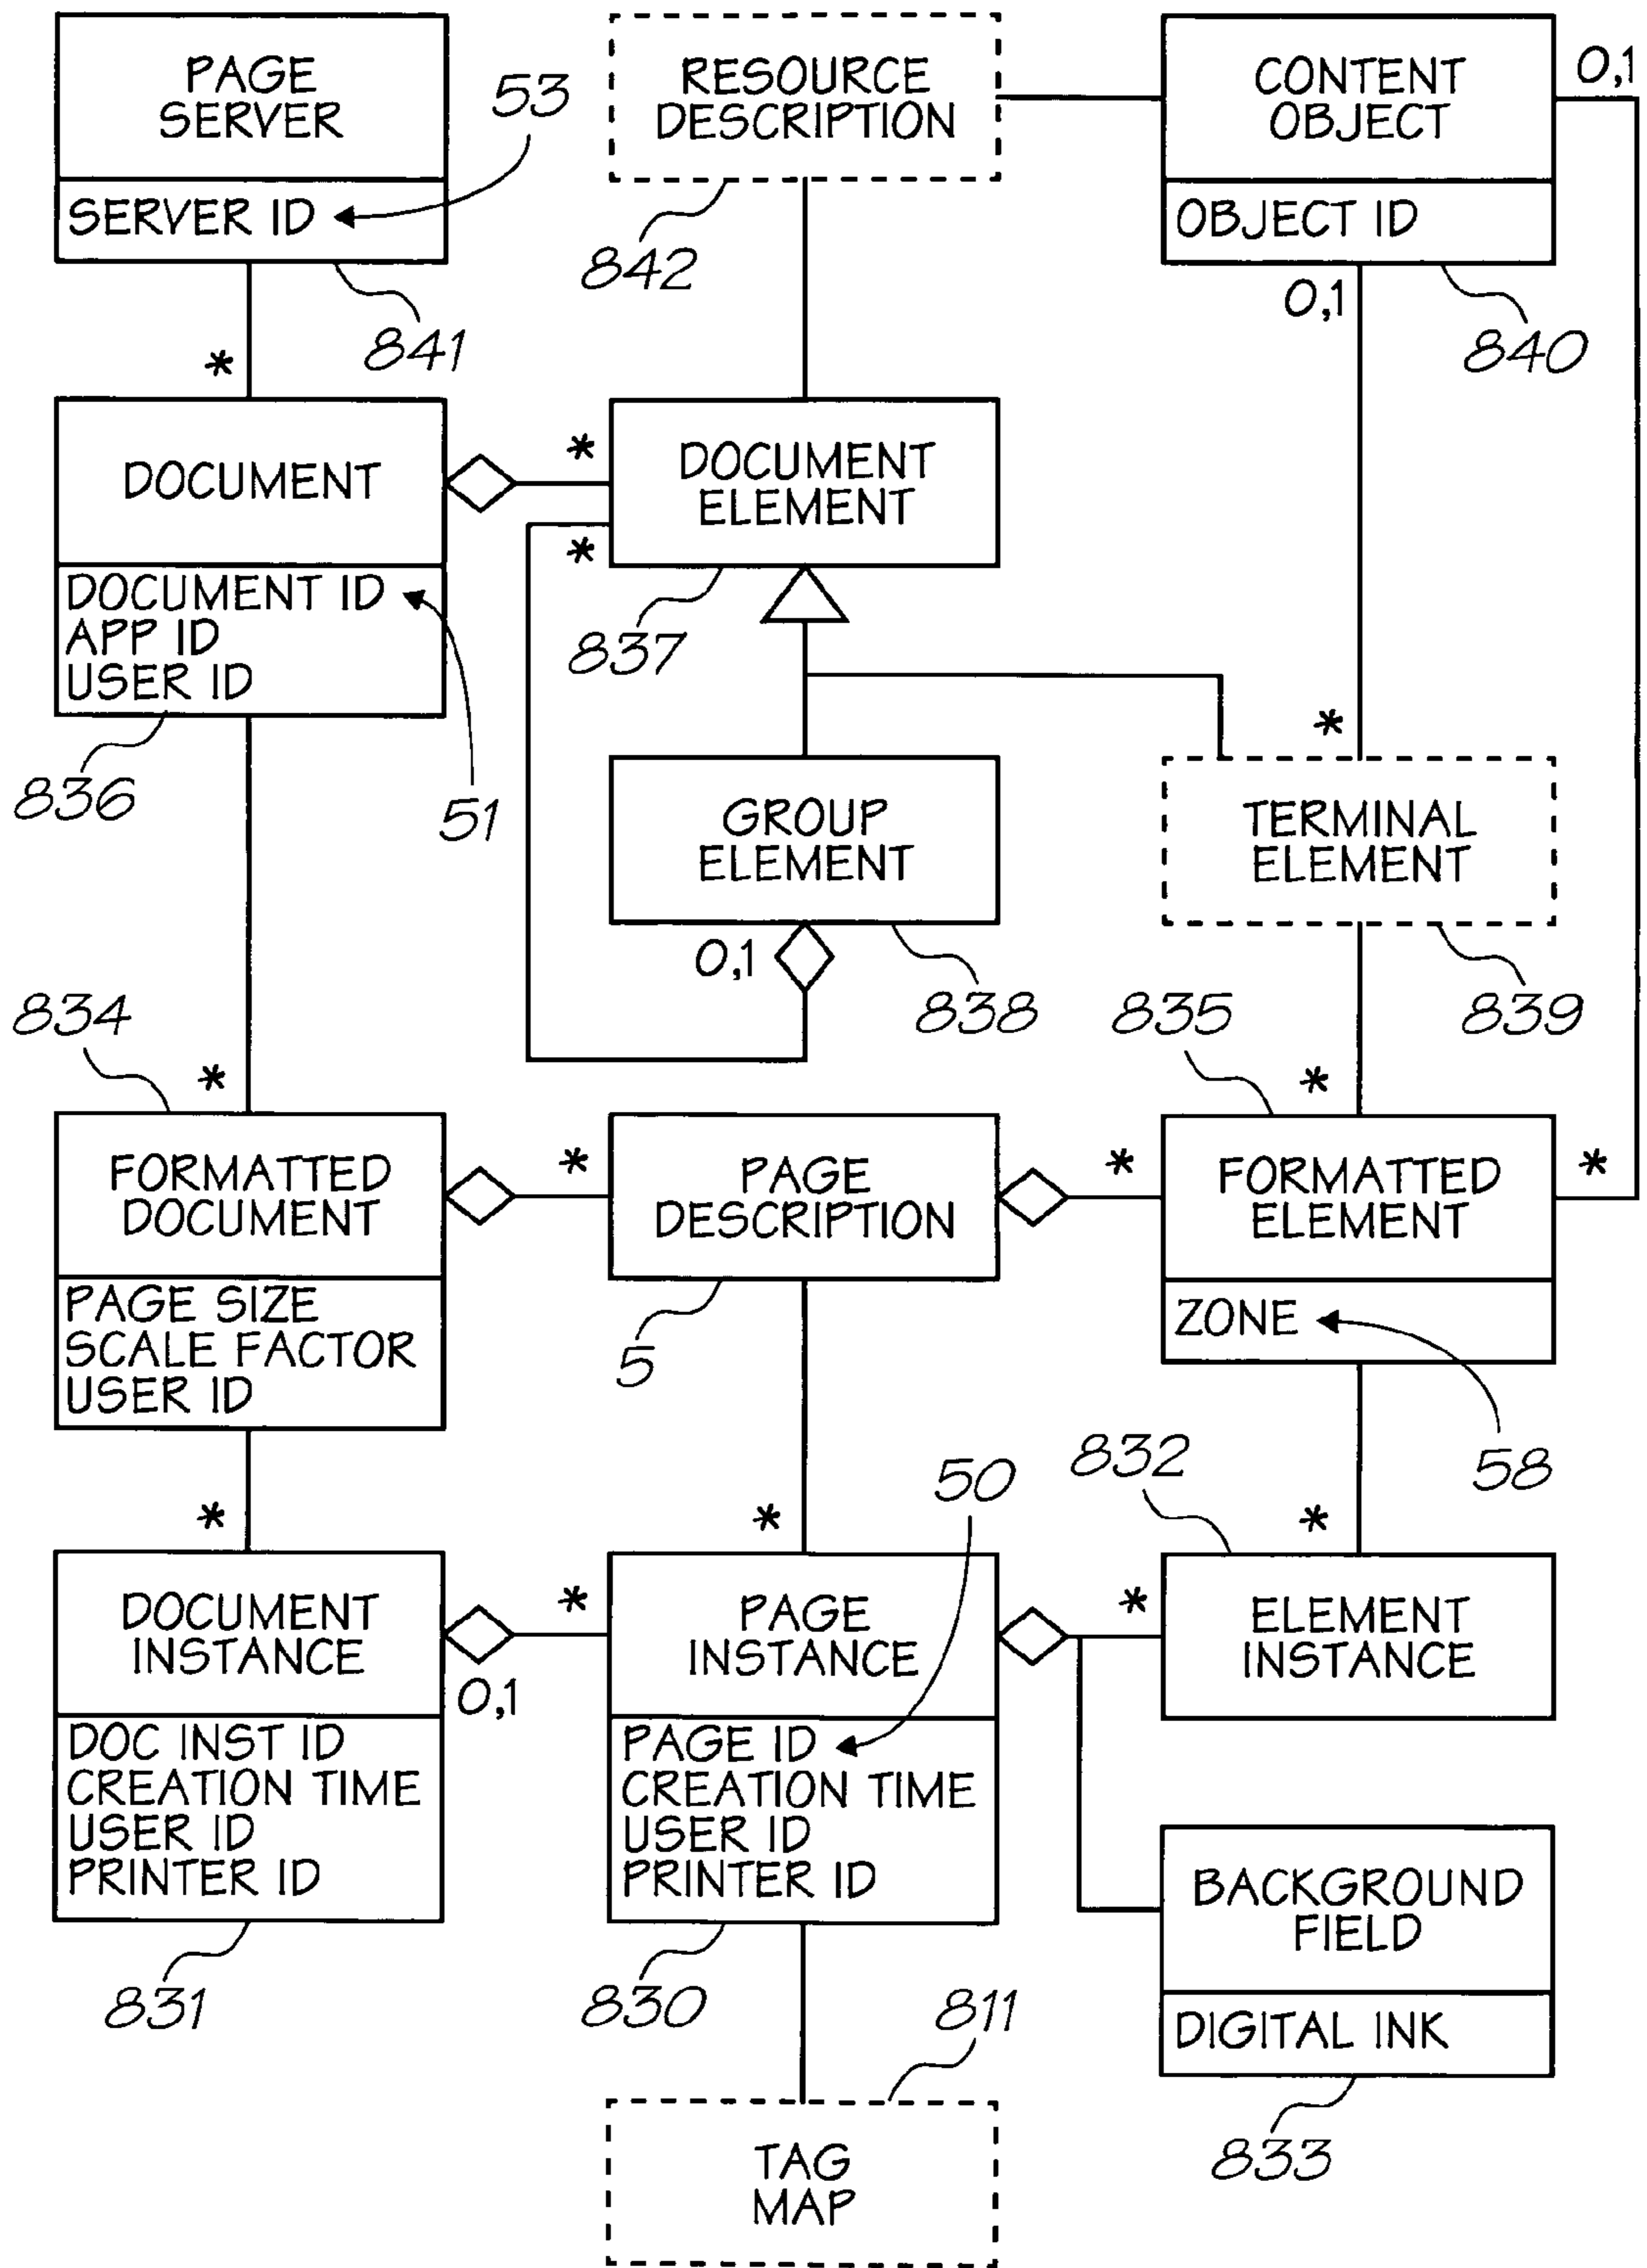 PAGE
SERVER
SERVER ID
53
841
RESOURCE
DESCRIPTION
842
CONTENT
OBJECT
OBJECT ID
0,1
0,1
840
*
DOCUMENT
DOCUMENT ID
APP ID
USER ID
836
51
*
*
DOCUMENT
ELEMENT
837
GROUP
ELEMENT
0,1
838
*
TERMINAL
ELEMENT
839
834
*
FORMATTED
DOCUMENT
PAGE SIZE
SCALE FACTOR
USER ID
*
PAGE
DESCRIPTION
5
835
*
*
*
FORMATTED
ELEMENT
ZONE
58
*
DOCUMENT
INSTANCE
0,1
DOC INST ID
CREATION TIME
USER ID
PRINTER ID
831
*
*
50
PAGE
INSTANCE
PAGE ID
CREATION TIME
USER ID
PRINTER ID
830
832
*
*
ELEMENT
INSTANCE
BACKGROUND
FIELD
DIGITAL INK
833
811
TAG
MAP